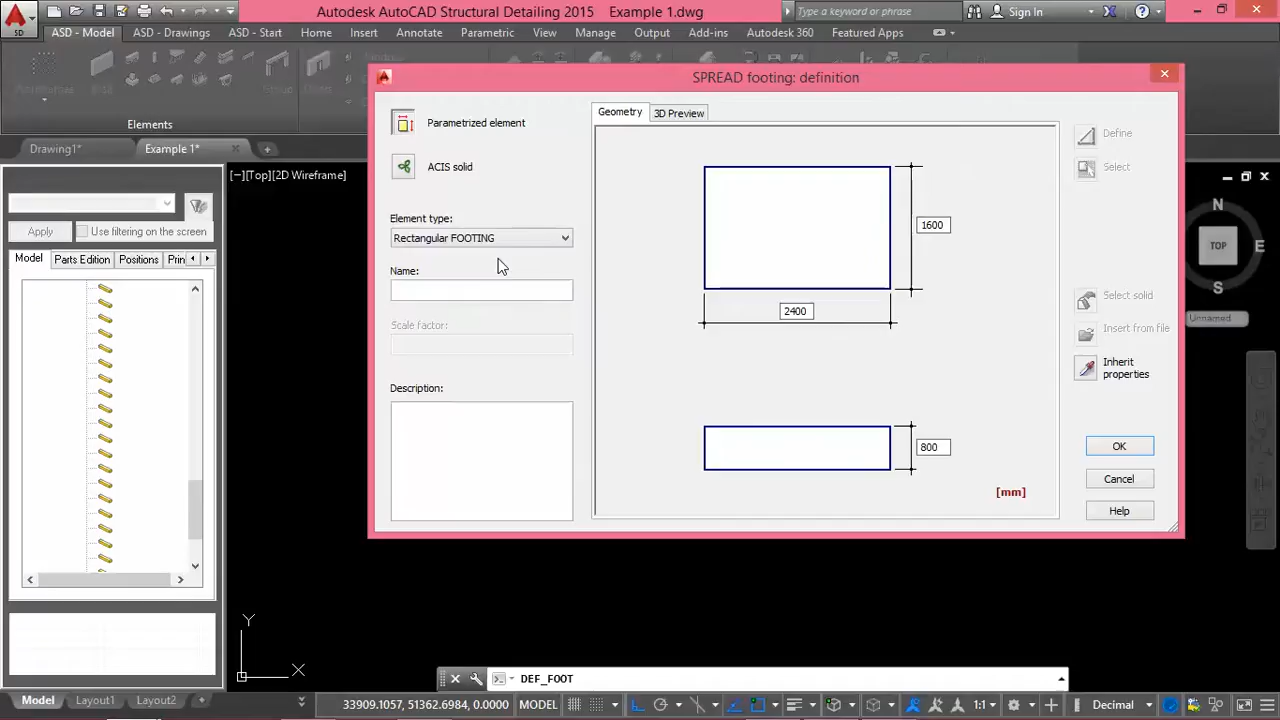 SD
Autodesk AutoCAD Structural Detailing 2015 Example 1.dwg
Type a keyword or phrase
Sign In
ASD - Model
ASD - Drawings
ASD - Start
Home
Insert
Annotate
Parametric
View
Manage
Output
Add-ins
Autodesk 360
Featured Apps
SPREAD footing: definition
Elements
Drawing1*
Example 1*
Parametrized element
ACIS solid
Geometry
3D Preview
Define
Select
[−][Top][2D Wireframe]
Apply
Use filtering on the screen
Model
Parts Edition
Positions
Prin
Element type:
Rectangular FOOTING
Name:
Scale factor:
Description:
1600
2400
800
[mm]
Select solid
Insert from file
Inherit
properties
OK
Cancel
Help
N
TOP
E
S
Unnamed
Y
X
DEF_FOOT
Model
Layout1
Layout2
+
33909.1057, 51362.6984, 0.0000
MODEL
1:1
Decimal